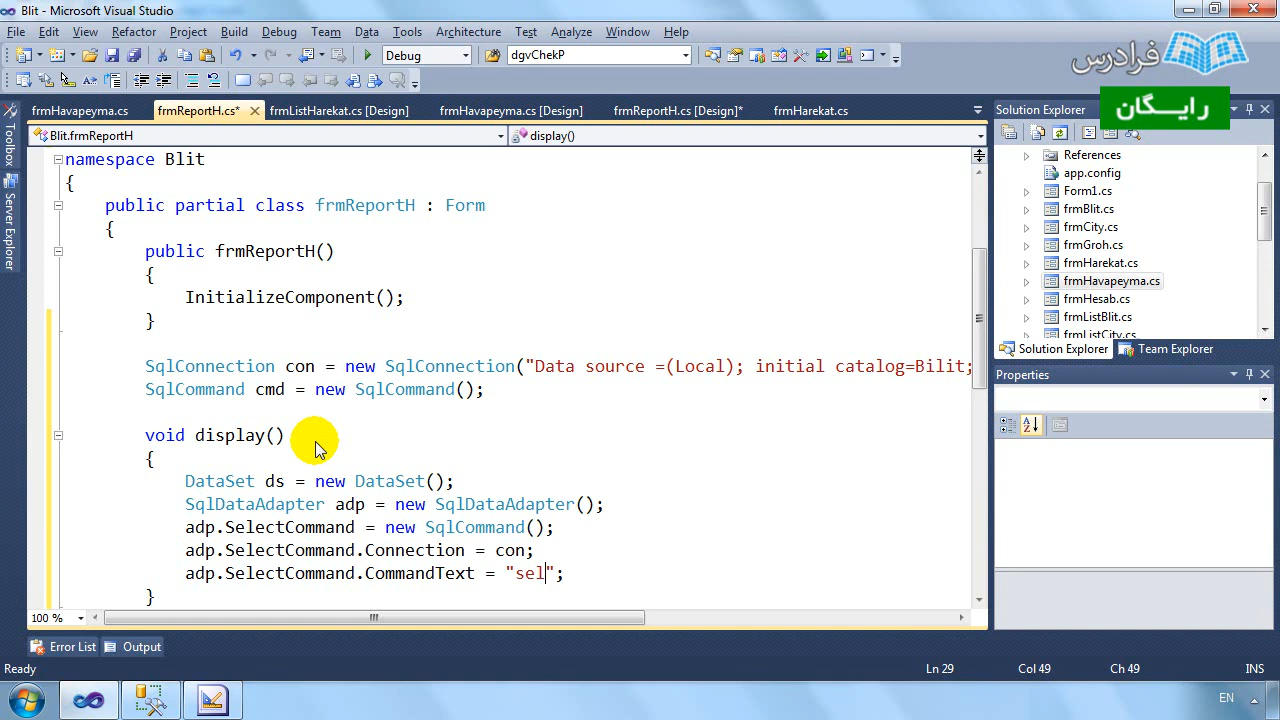 Blit - Microsoft Visual Studio
File Edit View Refactor Project Build Debug Team Data Tools Architecture Test Analyze Window Help
Debug
dgvChekP
فرادرس
رایـــگان
frmHavapeyma.cs
frmReportH.cs*
frmListHarekat.cs [Design]
frmHavapeyma.cs [Design]
frmReportH.cs [Design]*
frmHarekat.cs
Blit.frmReportH
display()
Toolbox
Server Explorer
namespace Blit
{
public partial class frmReportH : Form
{
public frmReportH()
{
InitializeComponent();
}
SqlConnection con = new SqlConnection("Data source =(Local); initial catalog=Bilit;
SqlCommand cmd = new SqlCommand();
void display()
{
DataSet ds = new DataSet();
SqlDataAdapter adp = new SqlDataAdapter();
adp.SelectCommand = new SqlCommand();
adp.SelectCommand.Connection = con;
adp.SelectCommand.CommandText = "sel";
}
100 %
Solution Explorer
References
app.config
Form1.cs
frmBlit.cs
frmCity.cs
frmGroh.cs
frmHarekat.cs
frmHavapeyma.cs
frmHesab.cs
frmListBlit.cs
frmListCity.cs
Solution Explorer
Team Explorer
Properties
Error List
Output
Ready
Ln 29
Col 49
Ch 49
INS
EN